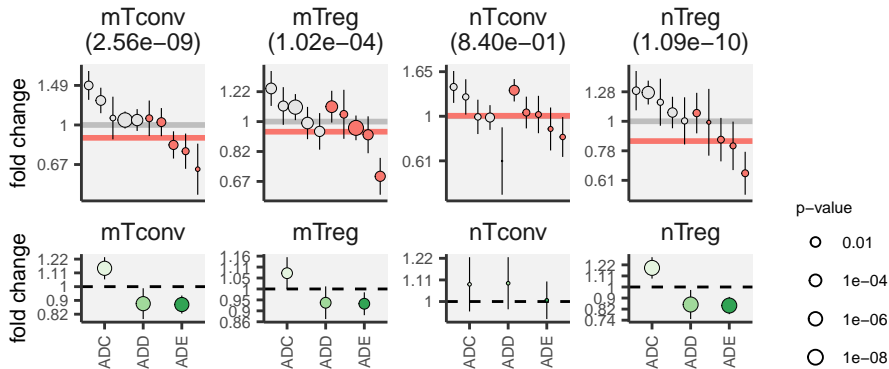 mTconv
(2.56e−09)
mTreg
(1.02e−04)
nTconv
(8.40e−01)
nTreg
(1.09e−10)
fold change
1.49
1
0.67
1.22
1
0.82
0.67
1.65
1
0.61
1.28
1
0.78
0.61
mTconv
mTreg
nTconv
nTreg
fold change
1.22
1.11
1
0.9
0.82
1.16
1.11
1.05
1
0.95
0.9
0.86
1.22
1.11
1
1.22
1.11
1
0.9
0.82
0.74
ADC
ADD
ADE
ADC
ADD
ADE
ADC
ADD
ADE
ADC
ADD
ADE
p−value
0.01
1e−04
1e−06
1e−08